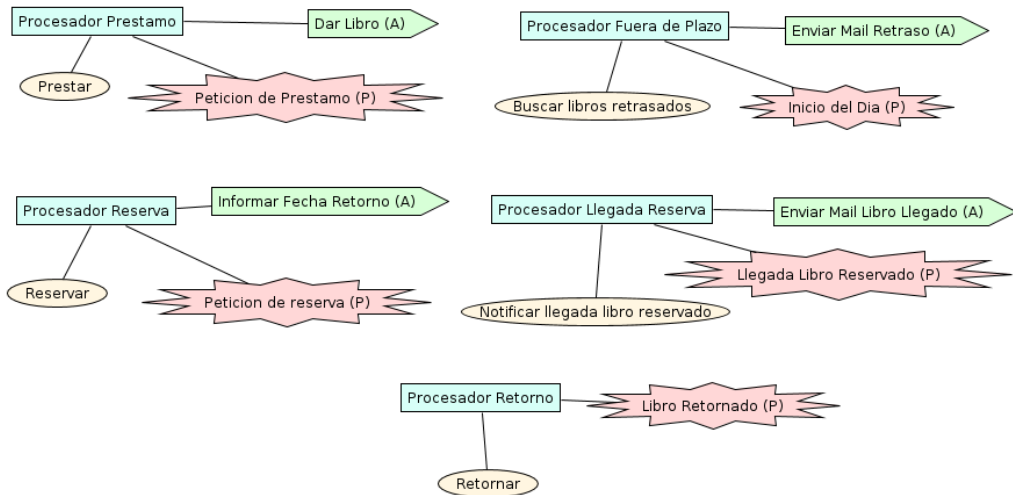 Procesador Prestamo
Dar Libro (A)
Prestar
Peticion de Prestamo (P)
Procesador Fuera de Plazo
Enviar Mail Retraso (A)
Buscar libros retrasados
Inicio del Dia (P)
Procesador Reserva
Informar Fecha Retorno (A)
Reservar
Peticion de reserva (P)
Procesador Llegada Reserva
Enviar Mail Libro Llegado (A)
Llegada Libro Reservado (P)
Notificar llegada libro reservado
Procesador Retorno
Libro Retornado (P)
Retornar